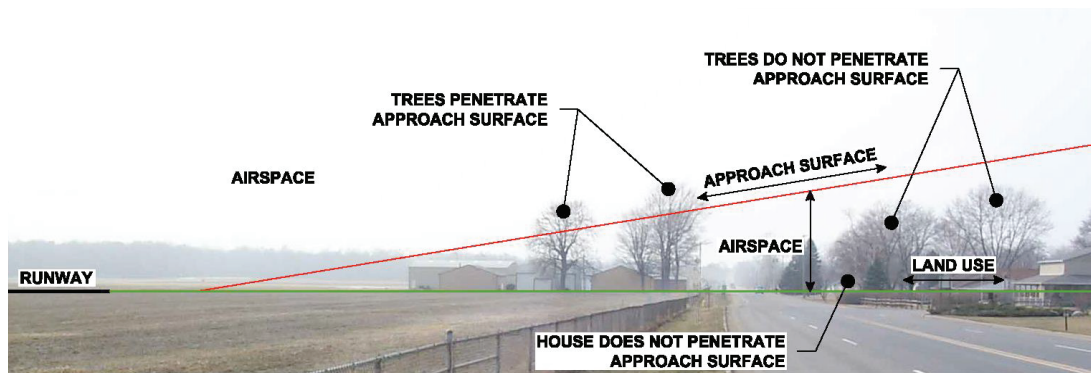 TREES DO NOT PENETRATE
APPROACH SURFACE
TREES PENETRATE
APPROACH SURFACE
APPROACH SURFACE
AIRSPACE
AIRSPACE
RUNWAY
LAND USE
HOUSE DOES NOT PENETRATE
APPROACH SURFACE